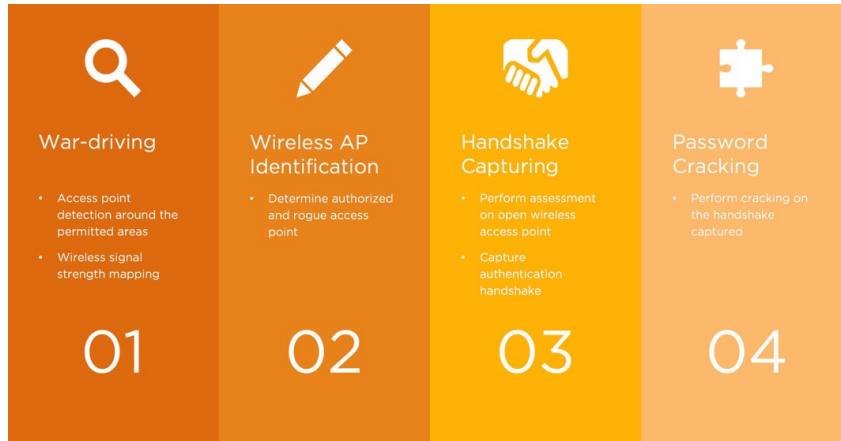 War-driving
• Access point
detection around the
permitted areas
• Wireless signal
strength mapping
01
Wireless AP
Identification
• Determine authorized
and rogue access
point
02
Handshake
Capturing
• Perform assessment
on open wireless
access point
• Capture
authentication
handshake
03
Password
Cracking
• Perform cracking on
the handshake
captured
04